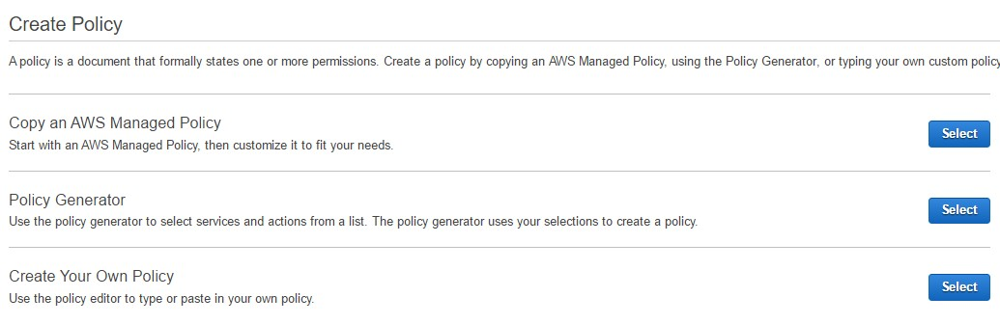 Create Policy
A policy is a document that formally states one or more permissions. Create a policy by copying an AWS Managed Policy, using the Policy Generator, or typing your own custom policy
Copy an AWS Managed Policy
Select
Start with an AWS Managed Policy, then customize it to fit your needs.
Policy Generator
Select
Use the policy generator to select services and actions from a list. The policy generator uses your selections to create a policy.
Create Your Own Policy
Select
Use the policy editor to type or paste in your own policy.